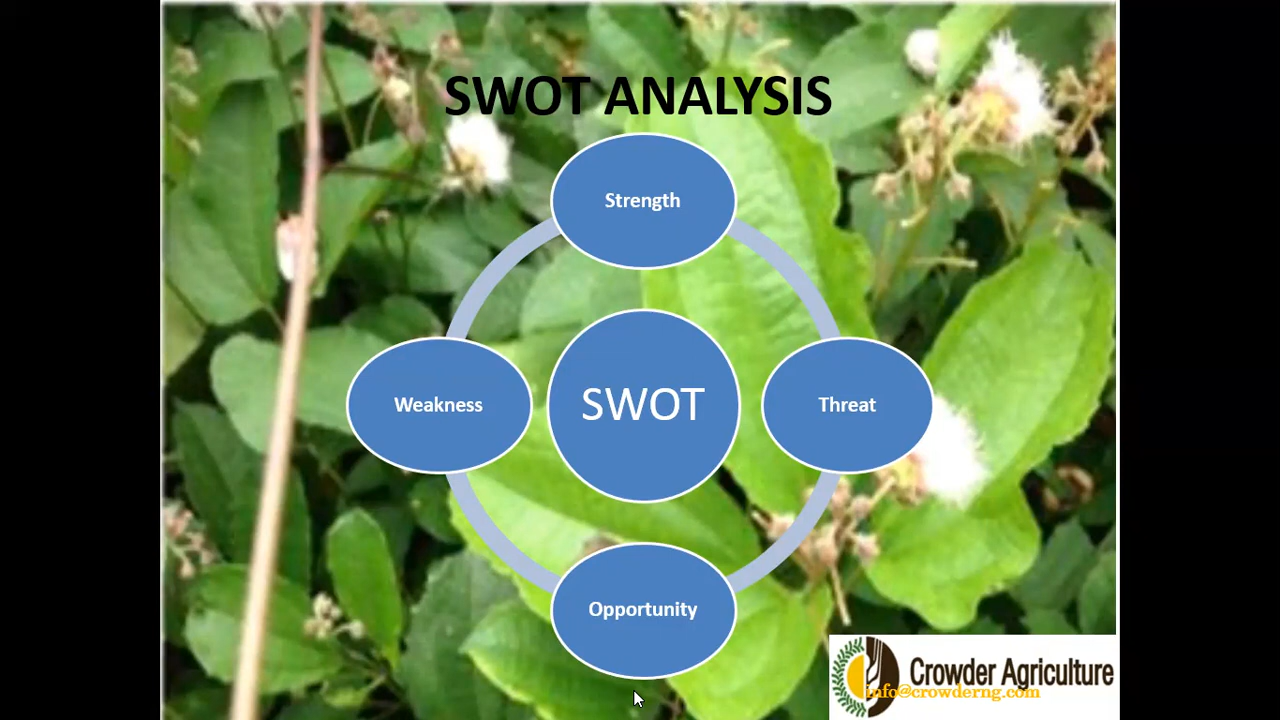 SWOT ANALYSIS
Strength
Weakness
SWOT
Threat
Opportunity
Crowder Agriculture
info@crowderng.com